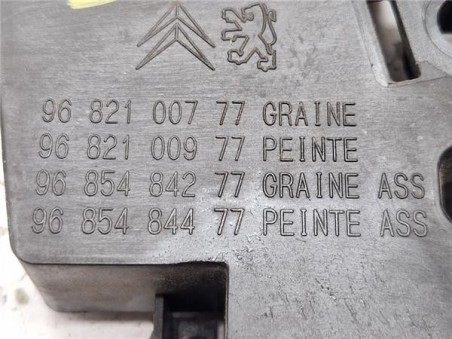 96 821 007 77 GRAINE
96 821 009 77 PEINTE
96 854 842 77 GRAINE ASS
96 854 844 77 PEINTE ASS